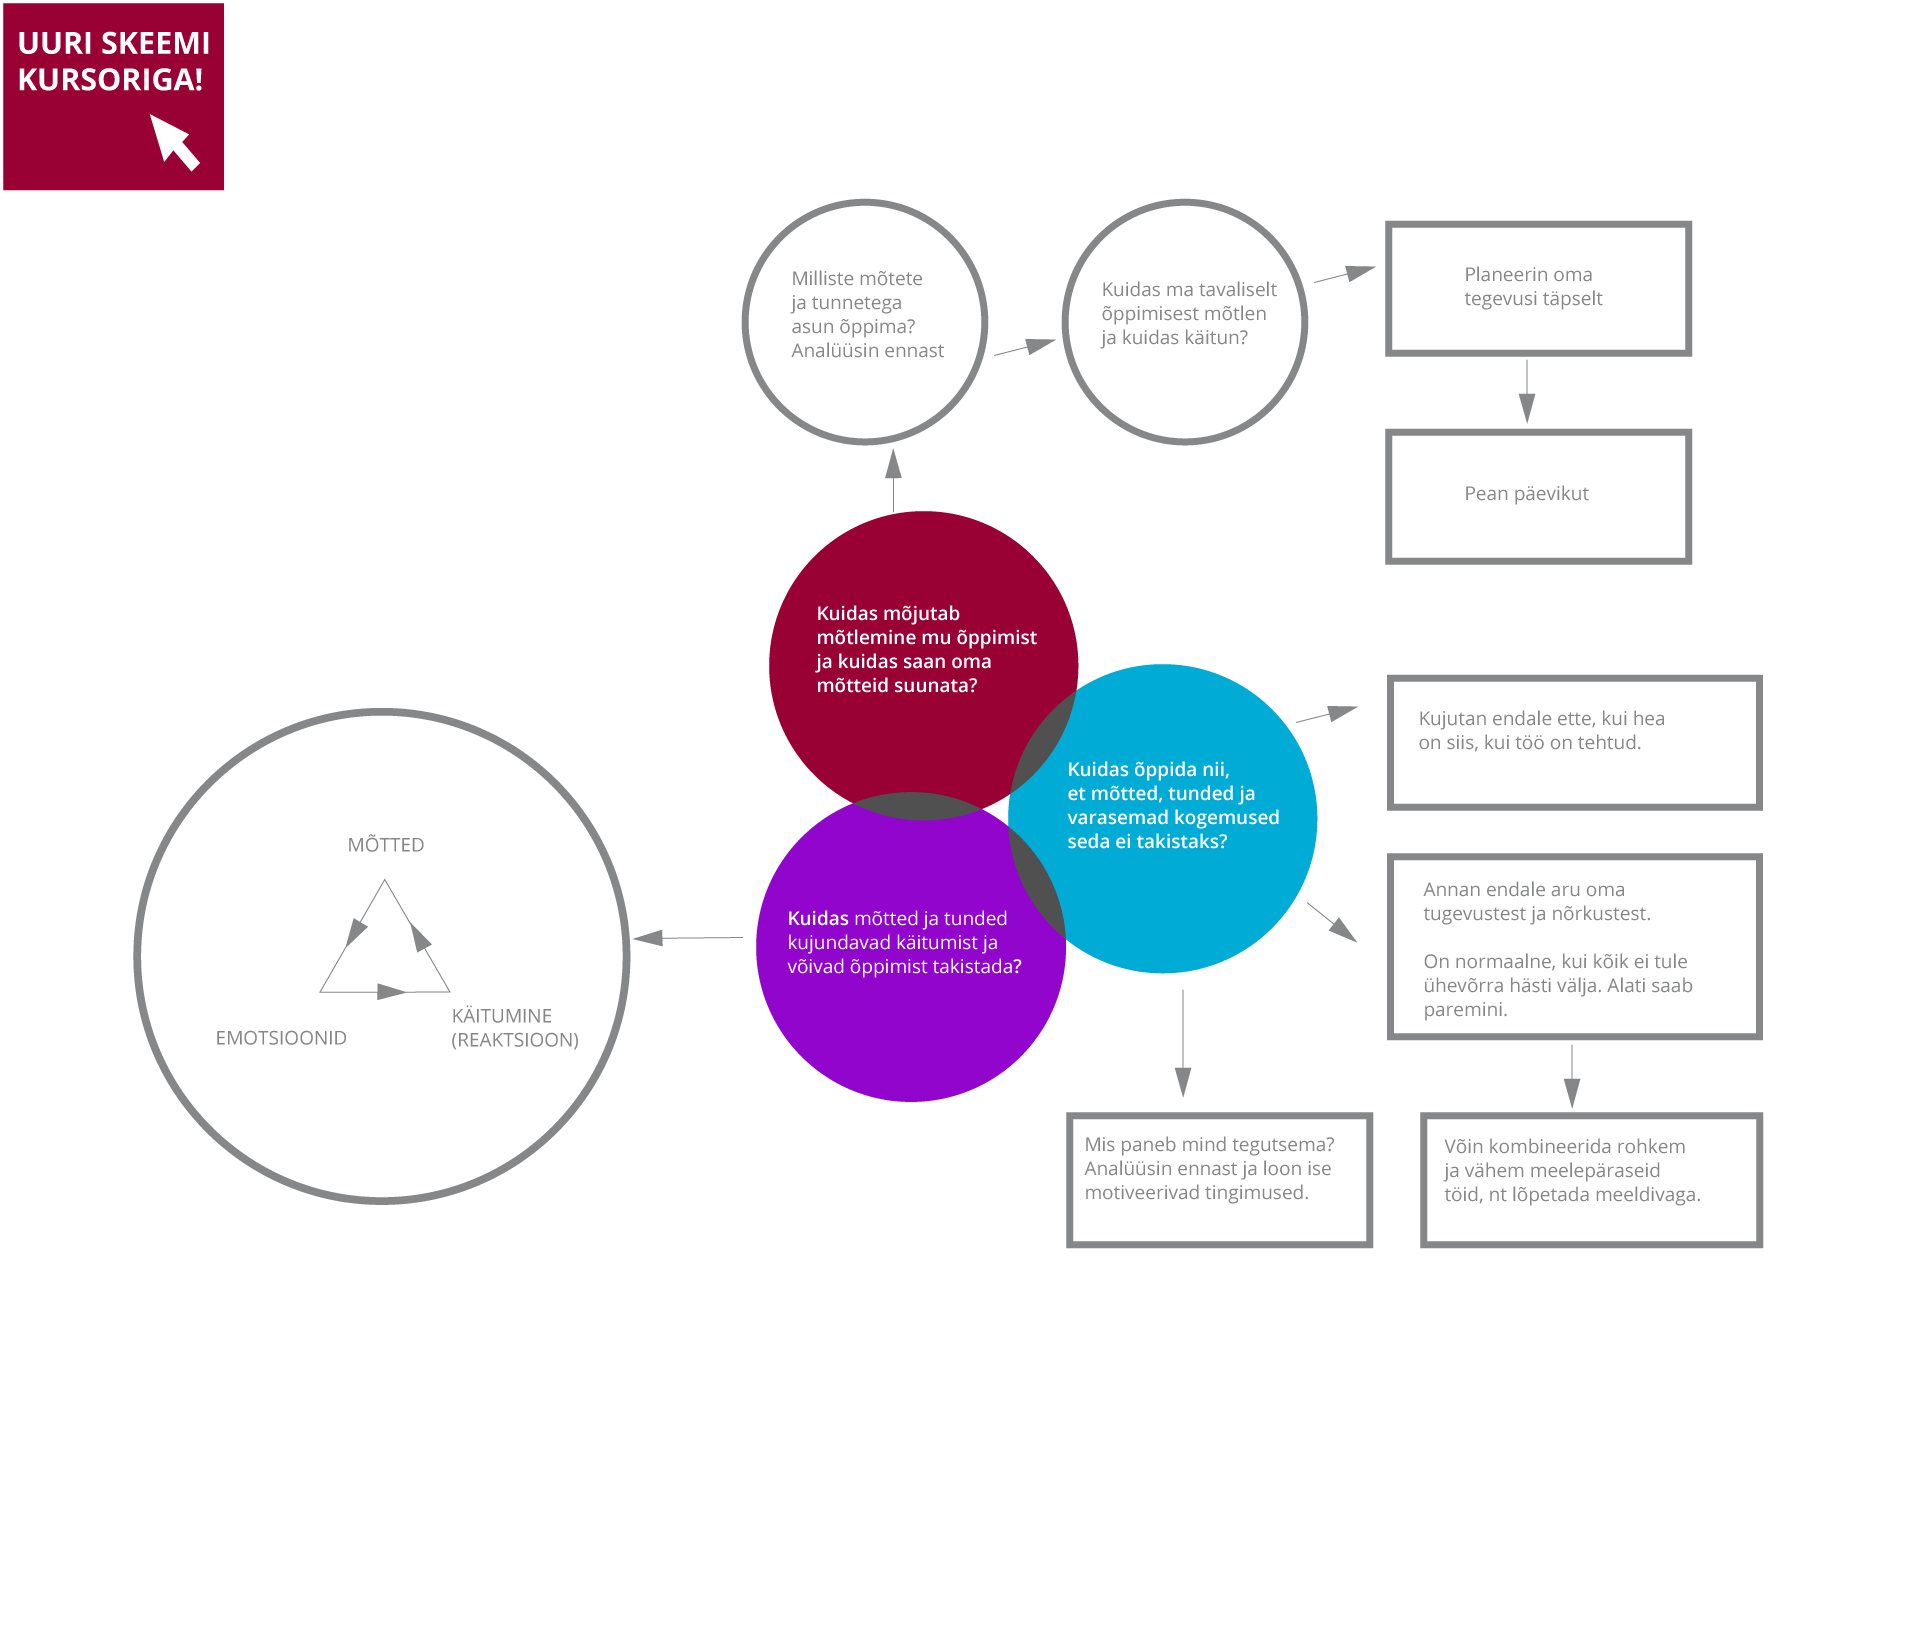 UURI SKEEMI
KURSORIGA!
Milliste mõtete
ja tunnetega
asun õppima?
Analüüsin ennast
Kuidas ma tavaliselt
õppimisest mõtlen
ja kuidas käitun?
Planeerin oma
tegevusi täpselt
Pean päevikut
Kuidas mõjutab
mõtlemine mu õppimist
ja kuidas saan oma
mõtteid suunata?
Kuidas õppida nii,
et mõtted, tunded ja
varasemad kogemused
seda ei takistaks?
Kujutan endale ette, kui hea
on siis, kui töö on tehtud.
Annan endale aru oma
tugevustest ja nõrkustest.
On normaalne, kui kõik ei tule
ühevõrra hästi välja. Alati saab
paremini.
Kuidas mõtted ja tunded
kujundavad käitumist ja
võivad õppimist takistada?
MÕTTED
EMOTSIOONID
KÄITUMINE
(REAKTSIOON)
Mis paneb mind tegutsema?
Analüüsin ennast ja loon ise
motiveerivad tingimused.
Võin kombineerida rohkem
ja vähem meelepäraseid
töid, nt lõpetada meeldivaga.